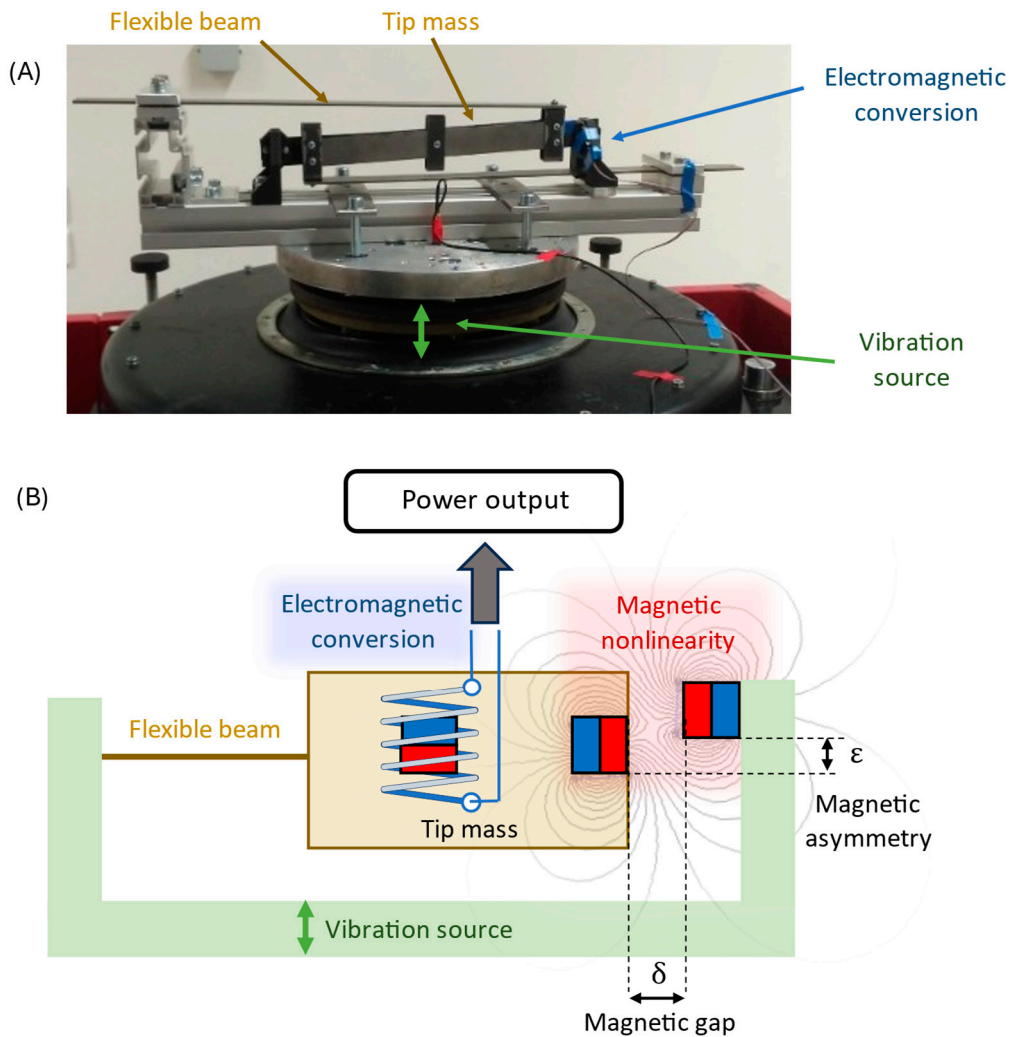 Flexible beam
Tip mass
(A)
Electromagnetic
conversion
Vibration
source
(B)
Power output
Electromagnetic
conversion
Magnetic
nonlinearity
Flexible beam
ε
Tip mass
Magnetic
asymmetry
Vibration source
δ
Magnetic gap